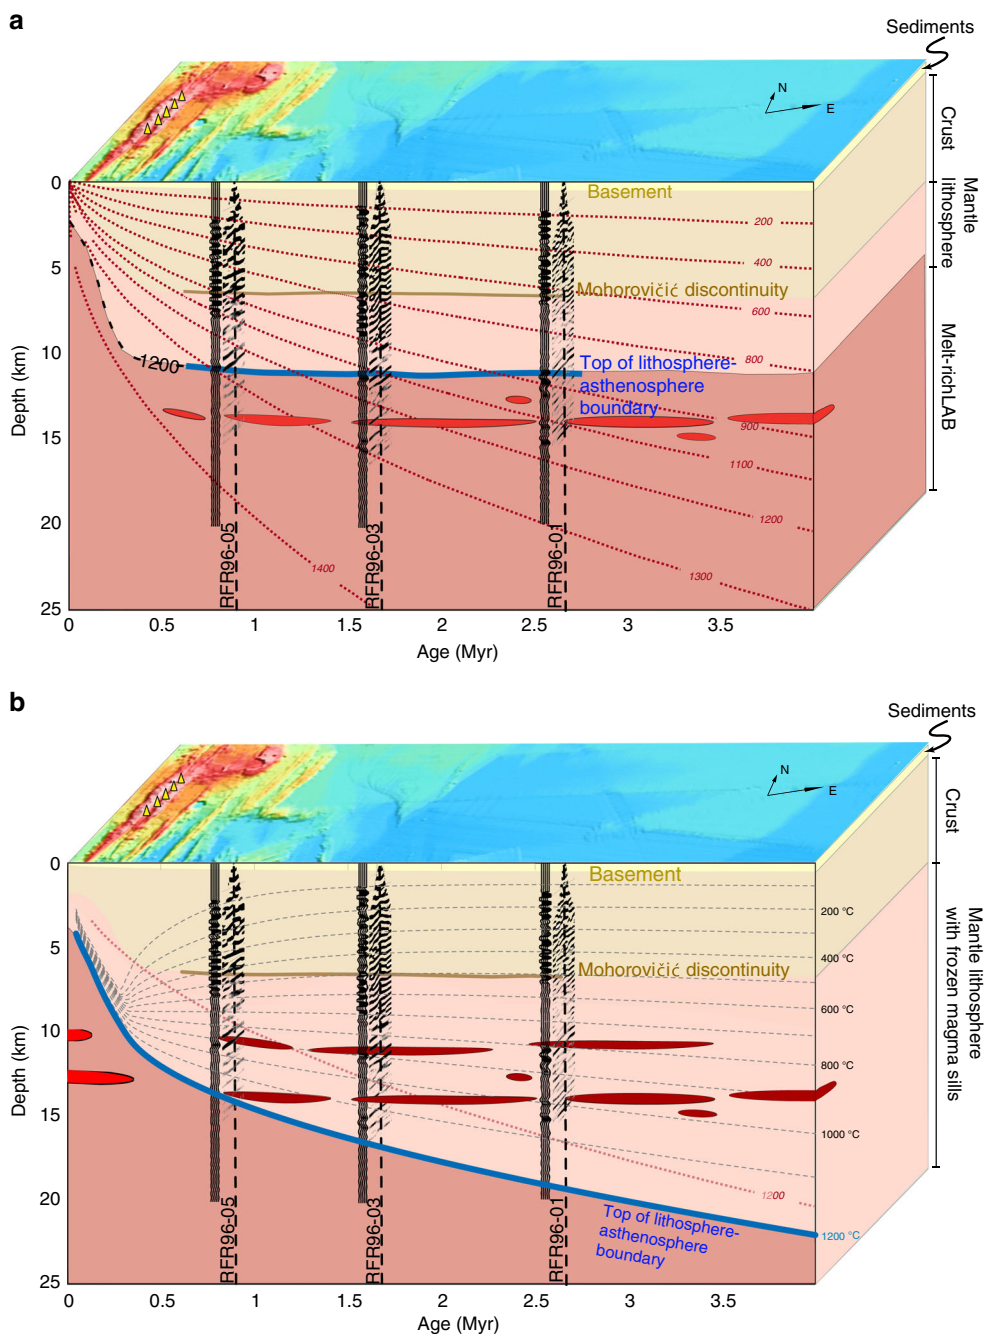 a
Sediments
N
E
Crust
Mantle
lithosphere
Melt-richLAB
0
5
10
15
20
25
Depth (km)
Basement
200
400
Mohorovičić discontinuity
600
800
1200
Top of lithosphere-
asthenosphere
boundary
900
1100
1200
1300
1400
RFR96-05
RFR96-03
RFR96-01
0
0.5
1
1.5
2
2.5
3
3.5
Age (Myr)
b
Sediments
N
E
Crust
Mantle lithosphere
with frozen magma sills
0
5
10
15
20
25
Depth (km)
Basement
200 °C
400 °C
Mohorovičić discontinuity
600 °C
800 °C
1000 °C
1200
1200 °C
Top of lithosphere-
asthenosphere
boundary
RFR96-05
RFR96-03
RFR96-01
0
0.5
1
1.5
2
2.5
3
3.5
Age (Myr)